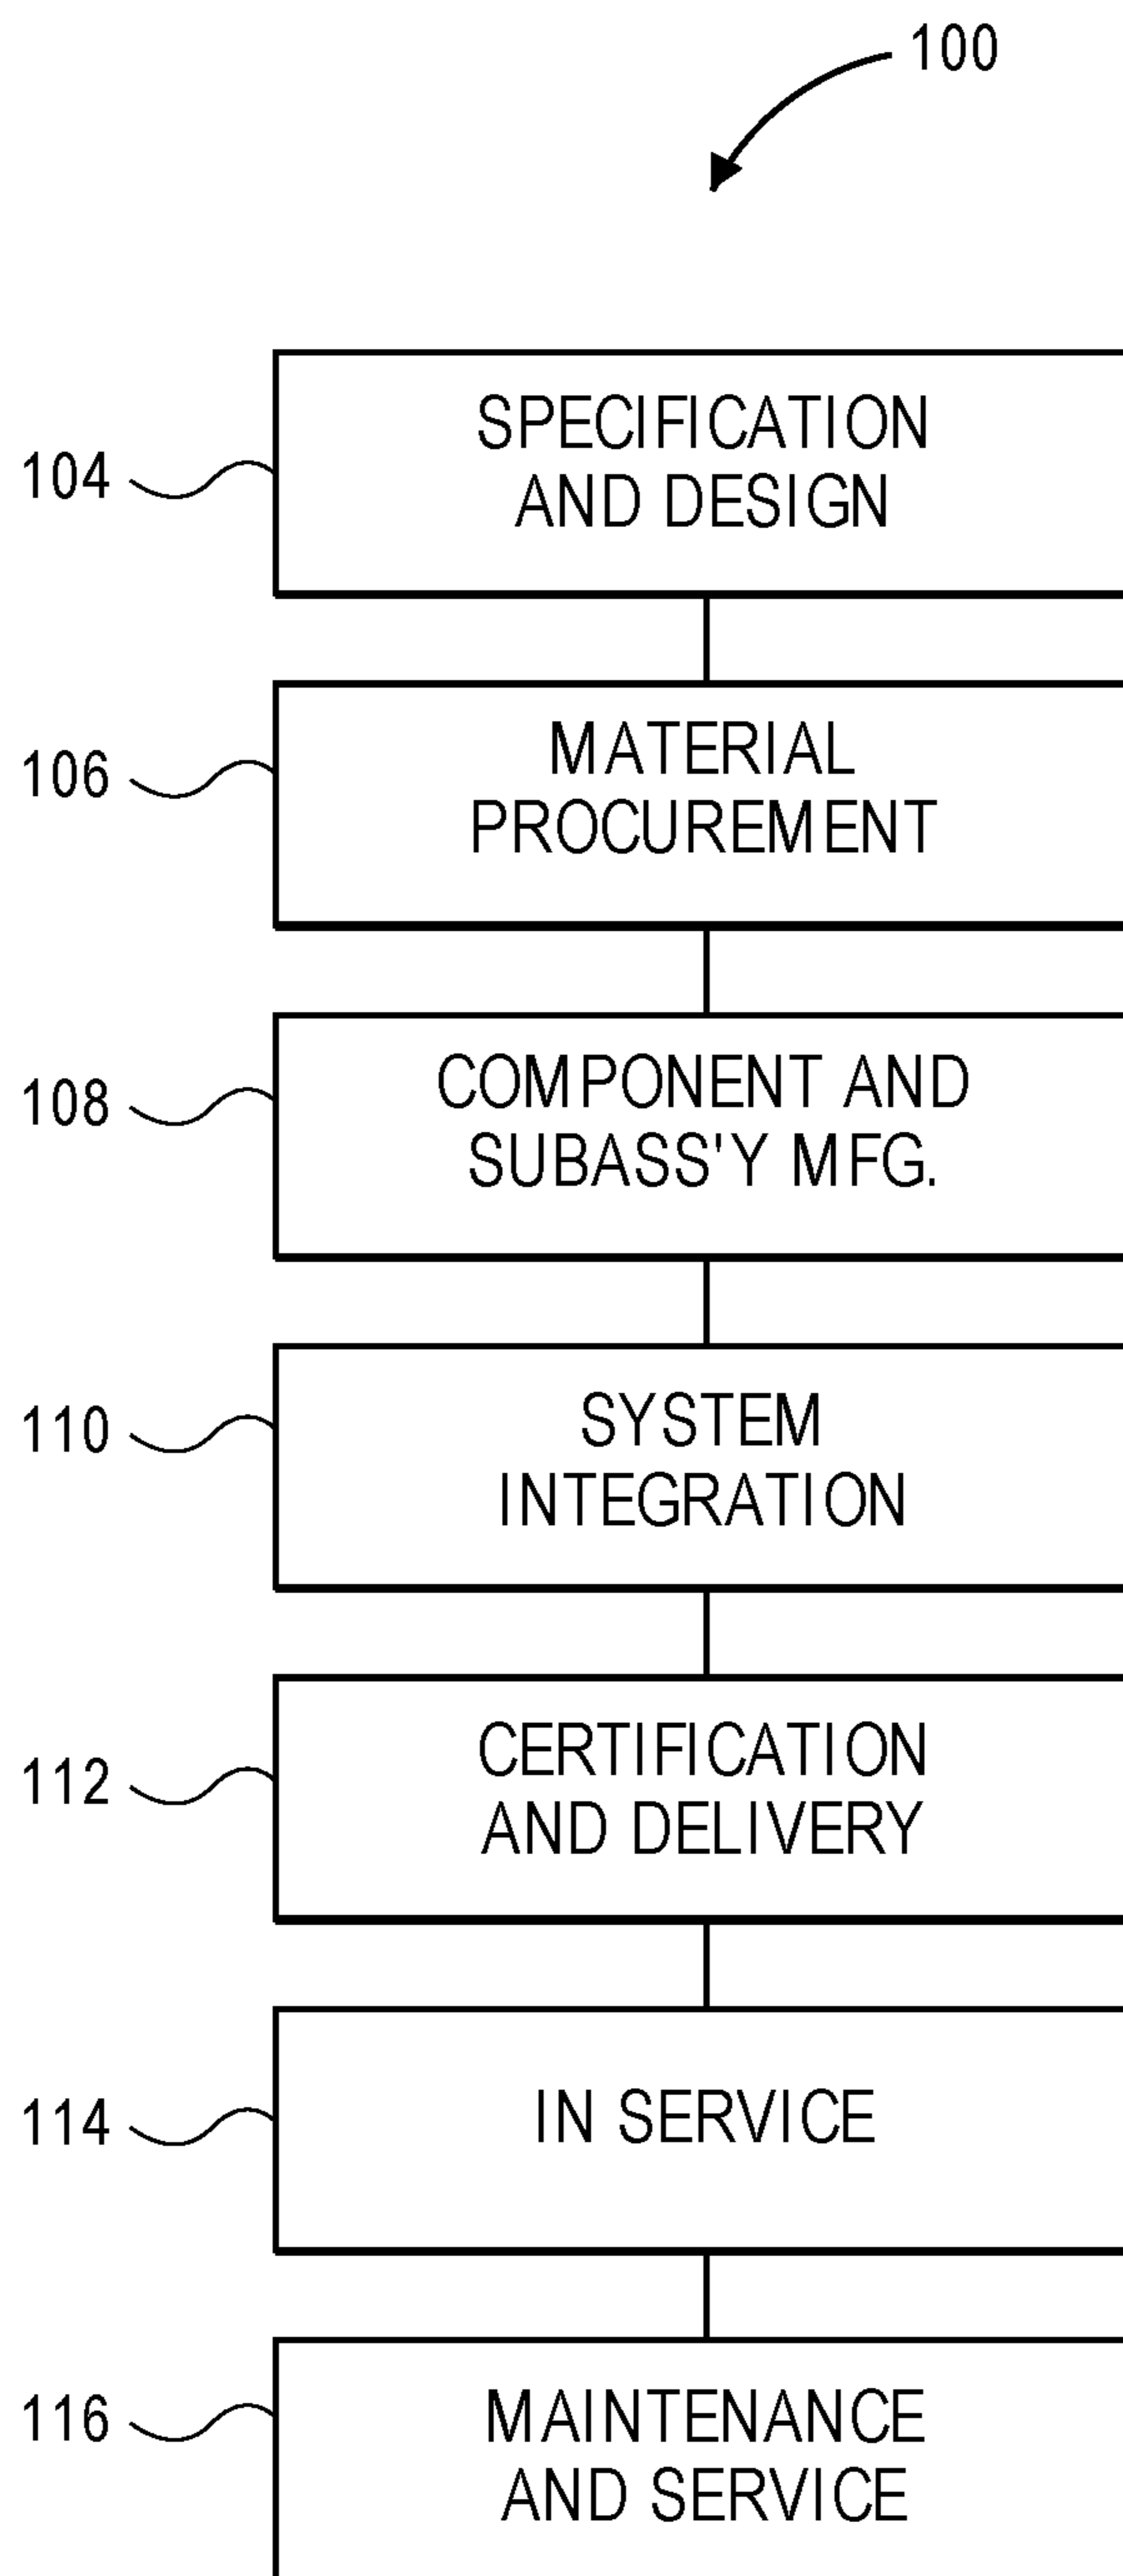 100
104
SPECIFICATION
AND DESIGN
106
MATERIAL
PROCUREMENT
108
COMPONENT AND
SUBASS'Y MFG.
110
SYSTEM
INTEGRATION
112
CERTIFICATION
AND DELIVERY
114
IN SERVICE
116
MAINTENANCE
AND SERVICE